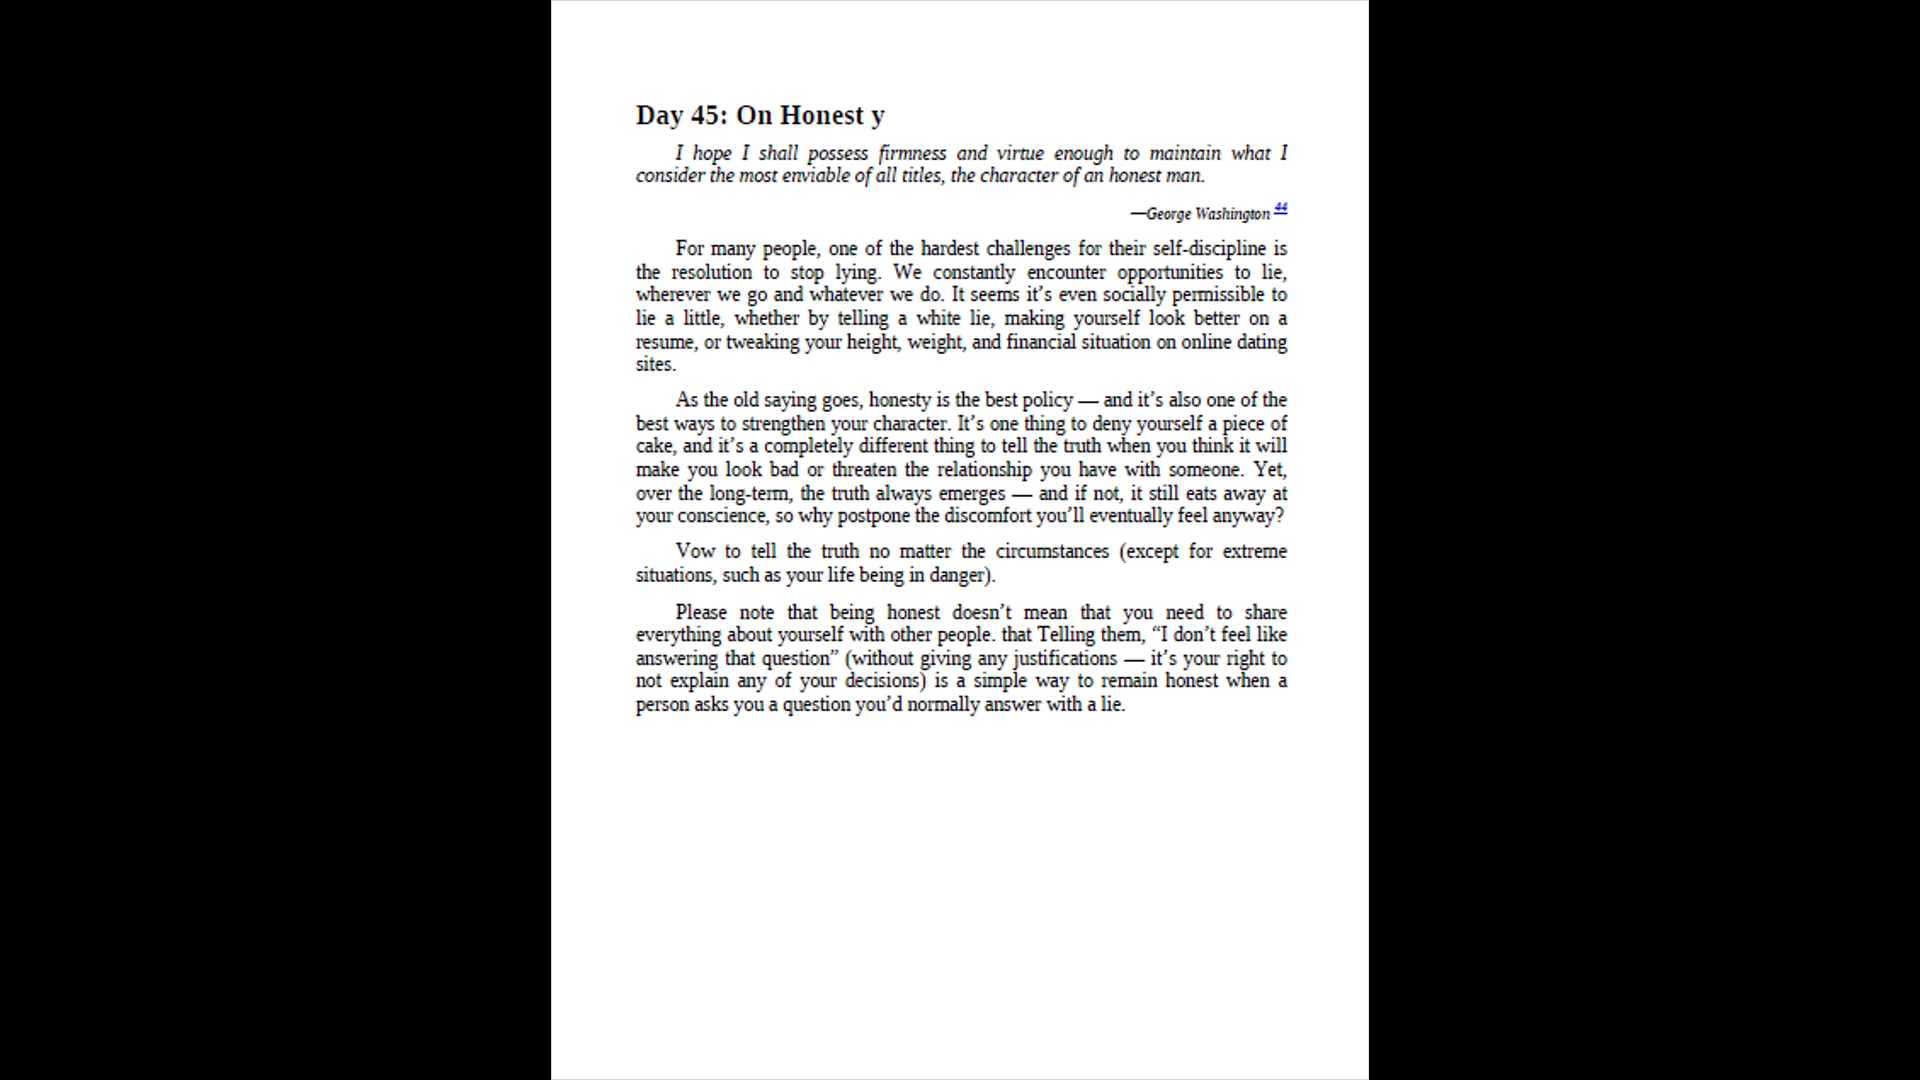 Day 45: On Honest y
I hope I shall possess firmness and virtue enough to maintain what I
consider the most enviable of all titles, the character of an honest man.
—George Washington 44
For many people, one of the hardest challenges for their self-discipline is
the resolution to stop lying. We constantly encounter opportunities to lie,
wherever we go and whatever we do. It seems it’s even socially permissible to
lie a little, whether by telling a white lie, making yourself look better on a
resume, or tweaking your height, weight, and financial situation on online dating
sites.
As the old saying goes, honesty is the best policy — and it’s also one of the
best ways to strengthen your character. It’s one thing to deny yourself a piece of
cake, and it’s a completely different thing to tell the truth when you think it will
make you look bad or threaten the relationship you have with someone. Yet,
over the long-term, the truth always emerges — and if not, it still eats away at
your conscience, so why postpone the discomfort you’ll eventually feel anyway?
Vow to tell the truth no matter the circumstances (except for extreme
situations, such as your life being in danger).
Please note that being honest doesn’t mean that you need to share
everything about yourself with other people. that Telling them, “I don’t feel like
answering that question” (without giving any justifications — it’s your right to
not explain any of your decisions) is a simple way to remain honest when a
person asks you a question you’d normally answer with a lie.